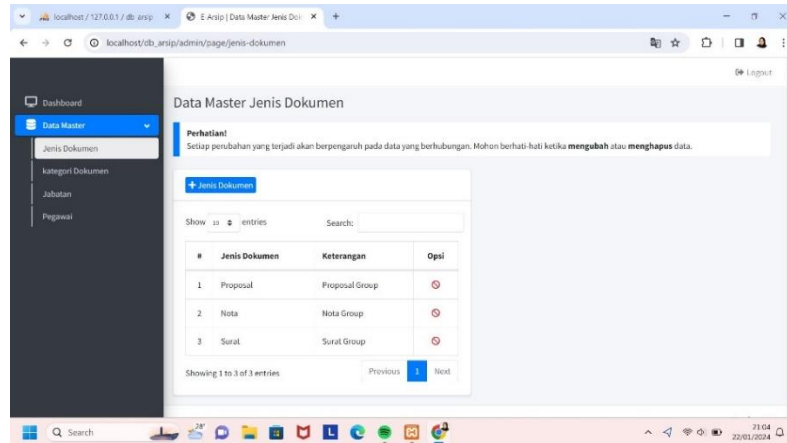 localhost / 127.0.0.1 / db_arsip
E-Arsip | Data Master Jenis Dok
localhost/db_arsip/admin/page/jenis-dokumen
Logout
Dashboard
Data Master
Jenis Dokumen
kategori Dokumen
Jabatan
Pegawai
Data Master Jenis Dokumen
Perhatian!
Setiap perubahan yang terjadi akan berpengaruh pada data yang berhubungan. Mohon berhati-hati ketika mengubah atau menghapus data.
+ Jenis Dokumen
Show 10 entries Search:
# Jenis Dokumen Keterangan Opsi
1 Proposal Proposal Group
2 Nota Nota Group
3 Surat Surat Group
Showing 1 to 3 of 3 entries Previous 1 Next
Search
28°
21:04
22/01/2024